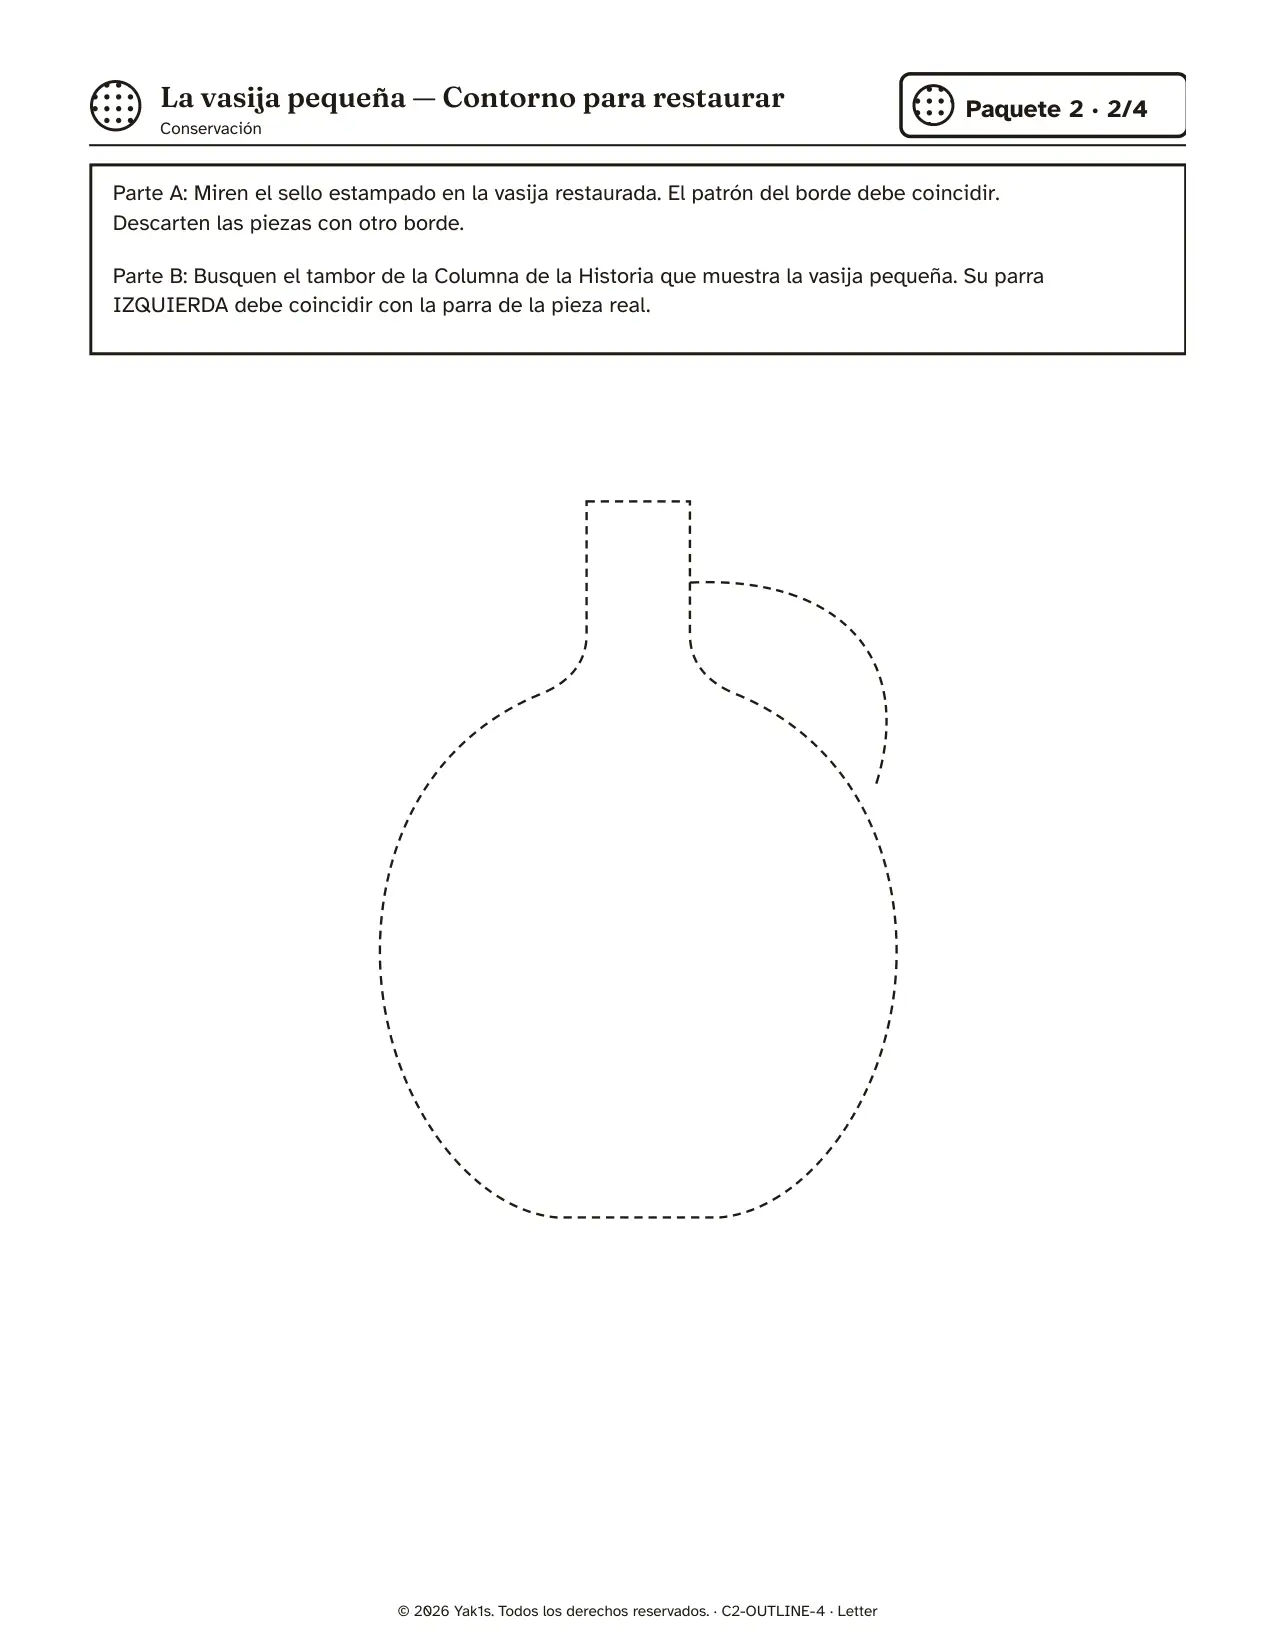 La vasija pequeña — Contorno para restaurar
Conservación
Paquete 2 · 2/4
Parte A: Miren el sello estampado en la vasija restaurada. El patrón del borde debe coincidir.
Descarten las piezas con otro borde.
Parte B: Busquen el tambor de la Columna de la Historia que muestra la vasija pequeña. Su parra
IZQUIERDA debe coincidir con la parra de la pieza real.
© 2026 Yak1s. Todos los derechos reservados. · C2-OUTLINE-4 · Letter